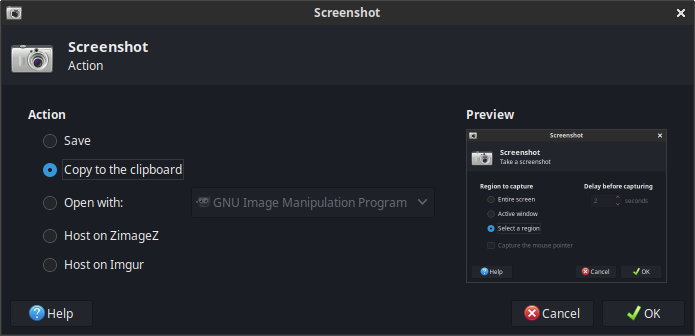 Screenshot
Screenshot
Action
Action
Save
Copy to the clipboard
Open with: GNU Image Manipulation Program
Host on ZimageZ
Host on Imgur
Preview
Screenshot
Screenshot
Take a screenshot
Region to capture
Entire screen
Active window
Select a region
Capture the mouse pointer
Delay before capturing
2 seconds
Help
Cancel
OK
Help
Cancel
OK